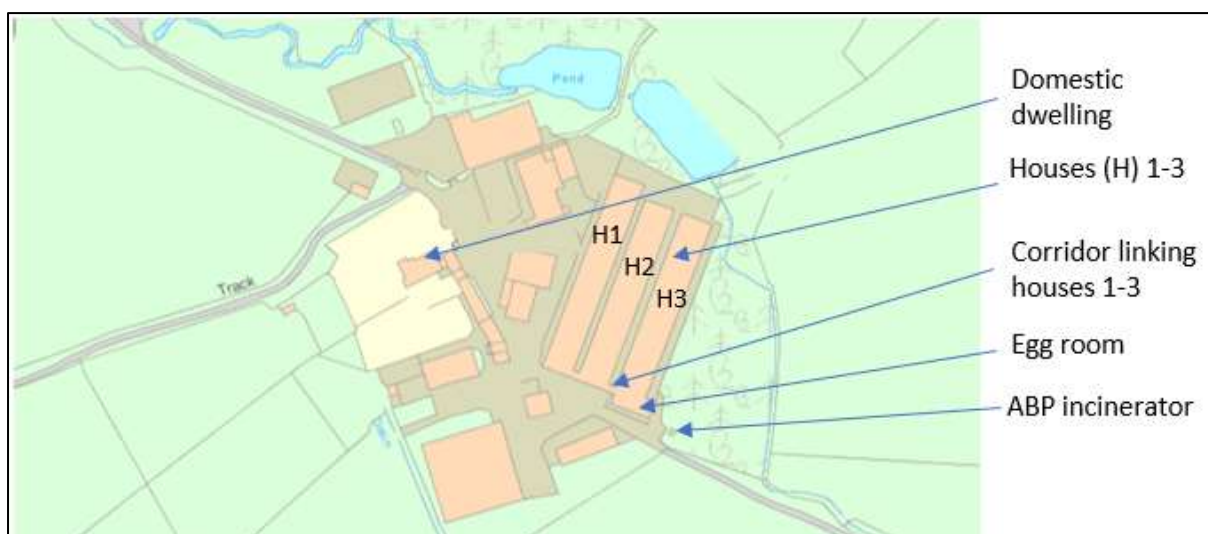 Pond
H1
H2
H3
Track
Domestic
dwelling
Houses (H) 1-3
Corridor linking
houses 1-3
Egg room
ABP incinerator